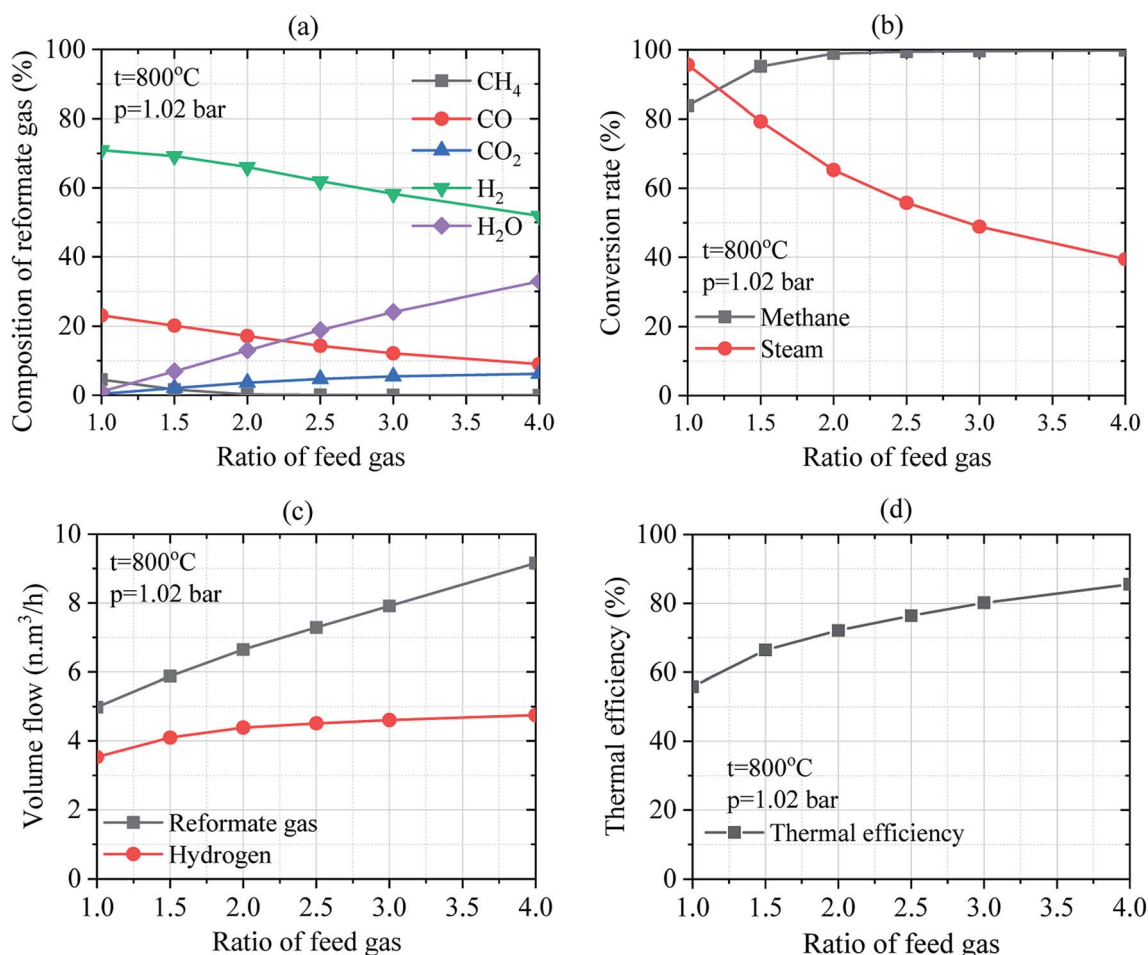 (a)
Composition of reformate gas (%)
100
80
60
40
20
0
t=800°C
p=1.02 bar
CH₄
CO
CO₂
H₂
H₂O
1.0 1.5 2.0 2.5 3.0 3.5 4.0
Ratio of feed gas
(b)
Conversion rate (%)
100
80
60
40
20
0
t=800°C
p=1.02 bar
Methane
Steam
1.0 1.5 2.0 2.5 3.0 3.5 4.0
Ratio of feed gas
(c)
Volume flow (n.m³/h)
10
8
6
4
2
0
t=800°C
p=1.02 bar
Reformate gas
Hydrogen
1.0 1.5 2.0 2.5 3.0 3.5 4.0
Ratio of feed gas
(d)
Thermal efficiency (%)
100
80
60
40
20
0
t=800°C
p=1.02 bar
Thermal efficiency
1.0 1.5 2.0 2.5 3.0 3.5 4.0
Ratio of feed gas